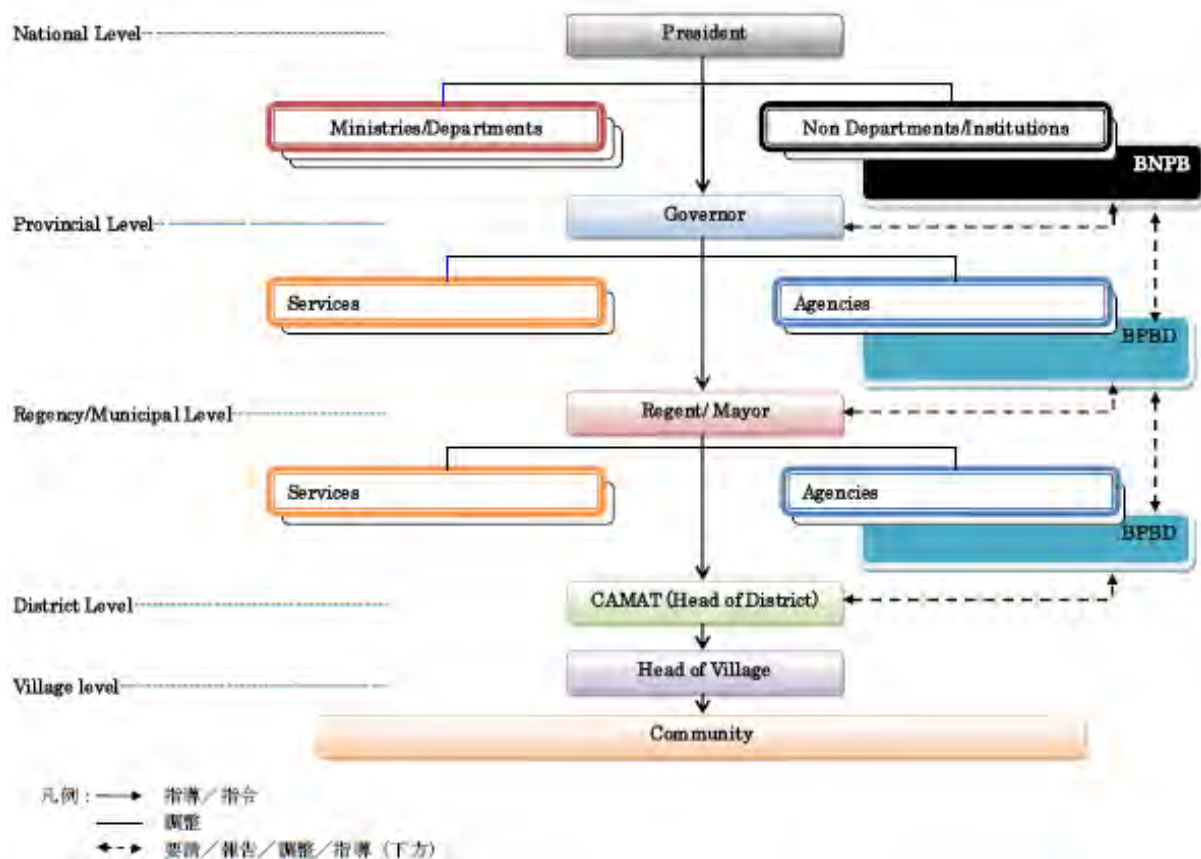 National Level
President
Ministries/Departments
Non Departments/Institutions
BNPB
Provincial Level
Governor
Services
Agencies
BPBD
Regency/Municipal Level
Regent/ Mayor
Services
Agencies
BPBD
District Level
CAMAT (Head of District)
Head of Village
Village level
Community
凡例：
指導／指令
調整
要請／報告／調整／指導（下方）